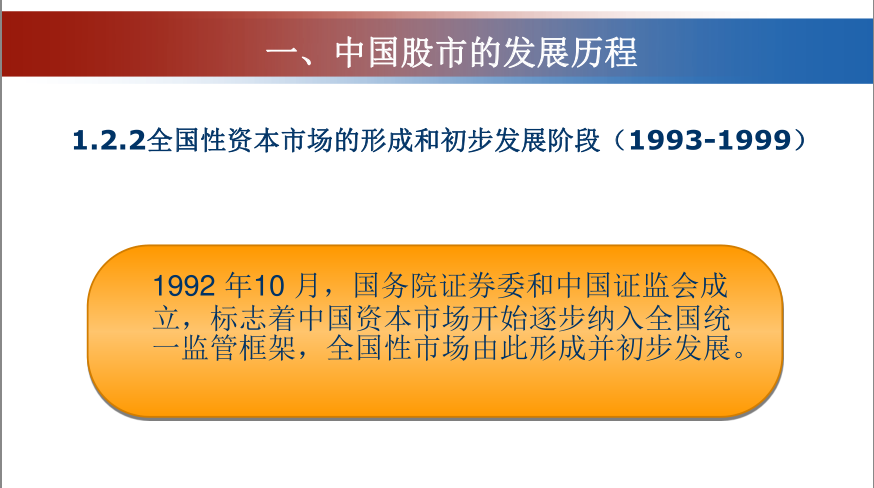 一、中国股市的发展历程
1.2.2全国性资本市场的形成和初步发展阶段（1993-1999）
1992 年10 月，国务院证券委和中国证监会成
立，标志着中国资本市场开始逐步纳入全国统
一监管框架，全国性市场由此形成并初步发展。